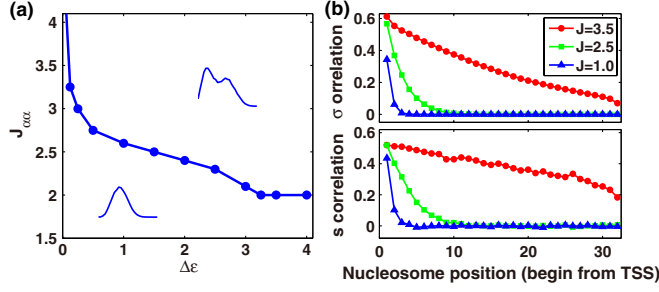 (a)
4
3.5
3
2.5
2
1.5
J_αα
0 1 2 3 4
Δε
(b)
0.6
0.4
0.2
0
σ orrelation
J=3.5
J=2.5
J=1.0
0.6
0.4
0.2
0
s correlation
0 10 20 30
Nucleosome position (begin from TSS)